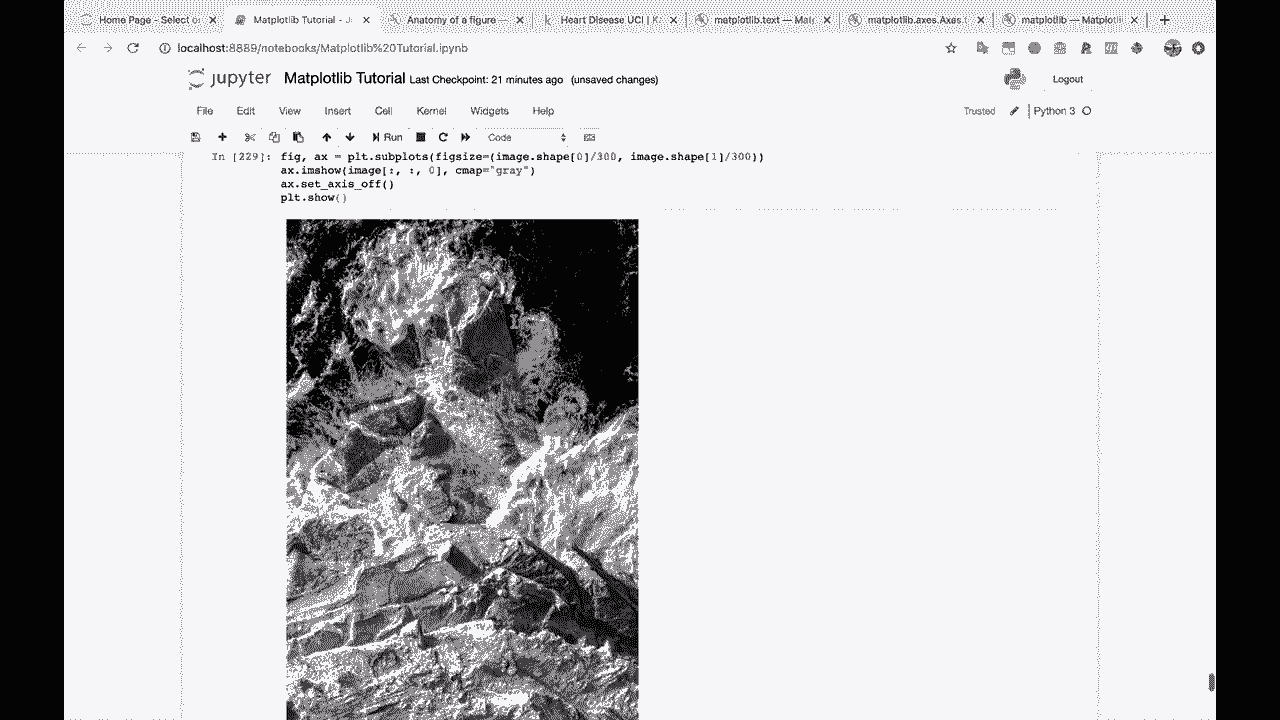 Home Page - Select or
Matplotlib Tutorial - J
Anatomy of a figure —
Heart Disease UCI | K
matplotlib.text — Mat
matplotlib.axes.Axes.
matplotlib — Matplotli
localhost:8889/notebooks/Matplotlib%20Tutorial.ipynb
jupyter Matplotlib Tutorial Last Checkpoint: 21 minutes ago (unsaved changes)
Logout
File Edit View Insert Cell Kernel Widgets Help
Trusted Python 3
Run Code
In [229]: fig, ax = plt.subplots(figsize=(image.shape[0]/300, image.shape[1]/300))
ax.imshow(image[:, :, 0], cmap="gray")
ax.set_axis_off()
plt.show()